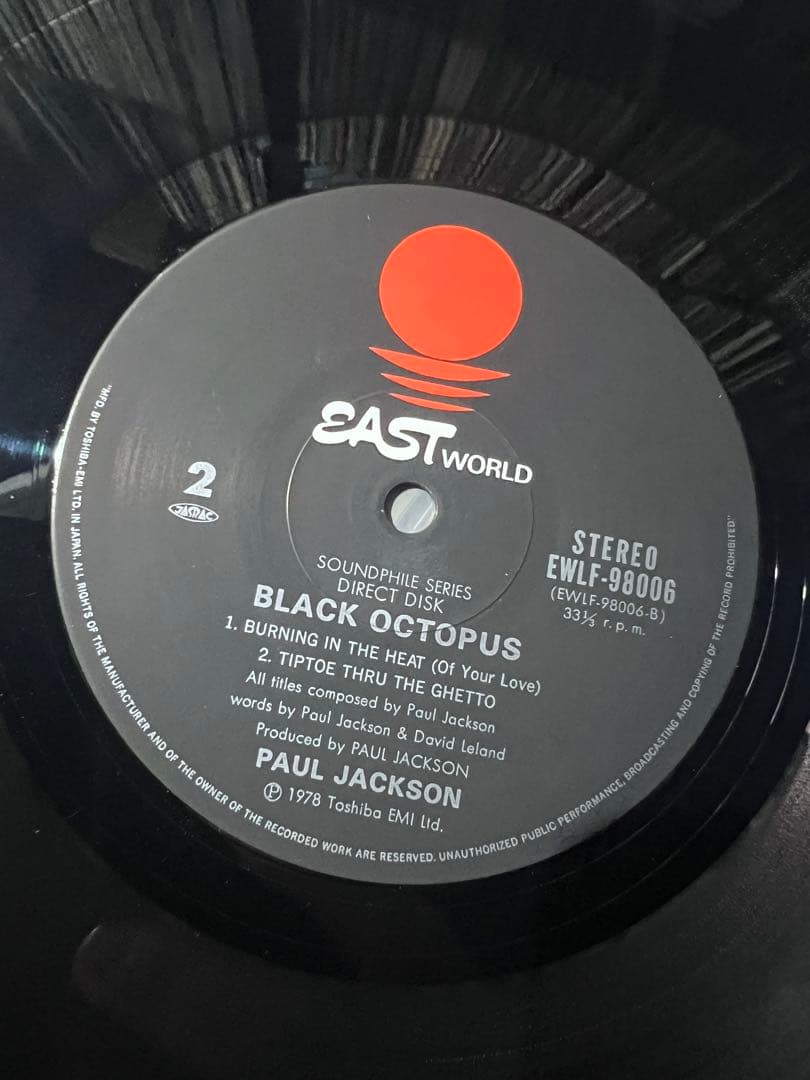 EAST WORLD
2
JASRAC
STEREO
EWLF-98006
(EWLF-98006-B)
33⅓ r.p.m.
SOUNDPHILE SERIES
DIRECT DISK
BLACK OCTOPUS
1. BURNING IN THE HEAT (Of Your Love)
2. TIPTOE THRU THE GHETTO
All titles composed by Paul Jackson
words by Paul Jackson & David Leland
Produced by PAUL JACKSON
PAUL JACKSON
Ⓟ 1978 Toshiba EMI Ltd.
"MFD. BY TOSHIBA-EMI LTD. IN JAPAN. ALL RIGHTS OF THE MANUFACTURER AND OF THE OWNER OF THE RECORDED WORK ARE RESERVED. UNAUTHORIZED PUBLIC PERFORMANCE, BROADCASTING AND COPYING OF THE RECORD PROHIBITED"